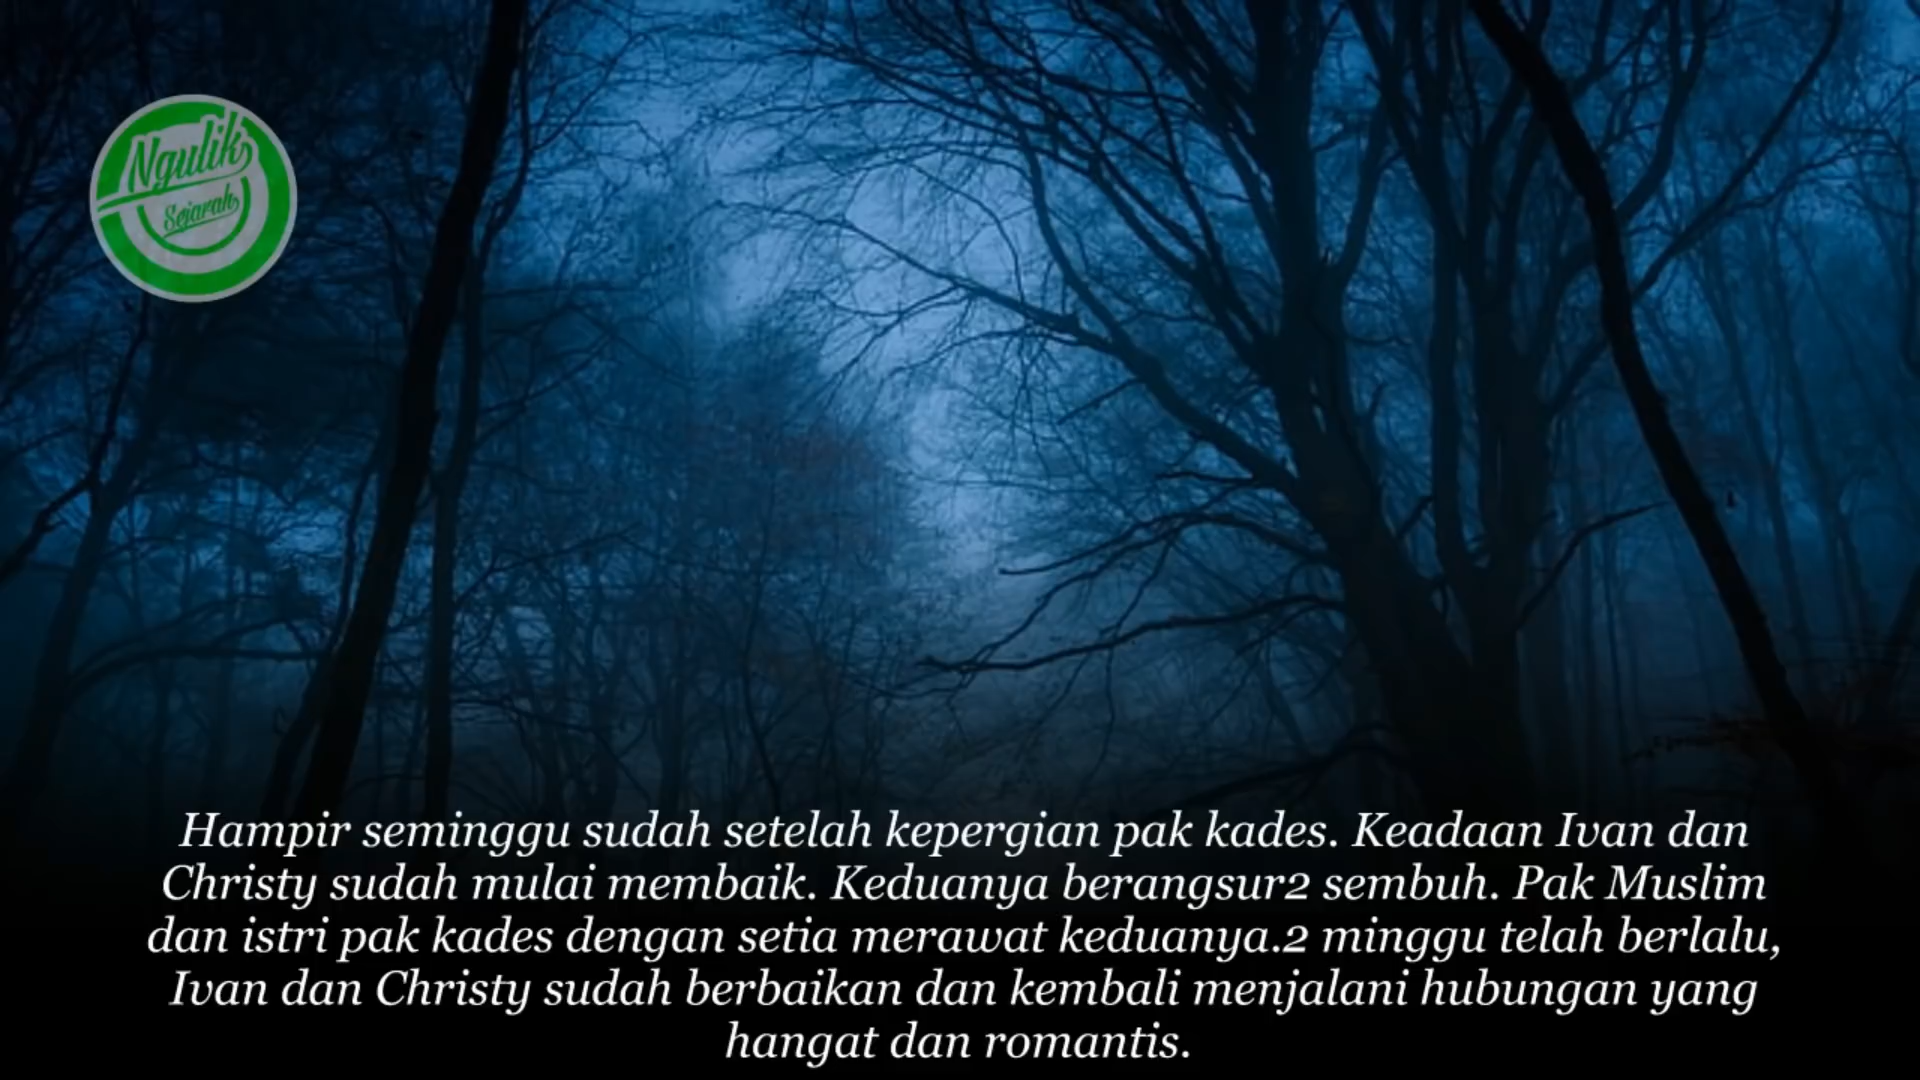 Ngulik
Sejarah
Hampir seminggu sudah setelah kepergian pak kades. Keadaan Ivan dan
Christy sudah mulai membaik. Keduanya berangsur2 sembuh. Pak Muslim
dan istri pak kades dengan setia merawat keduanya.2 minggu telah berlalu,
Ivan dan Christy sudah berbaikan dan kembali menjalani hubungan yang
hangat dan romantis.